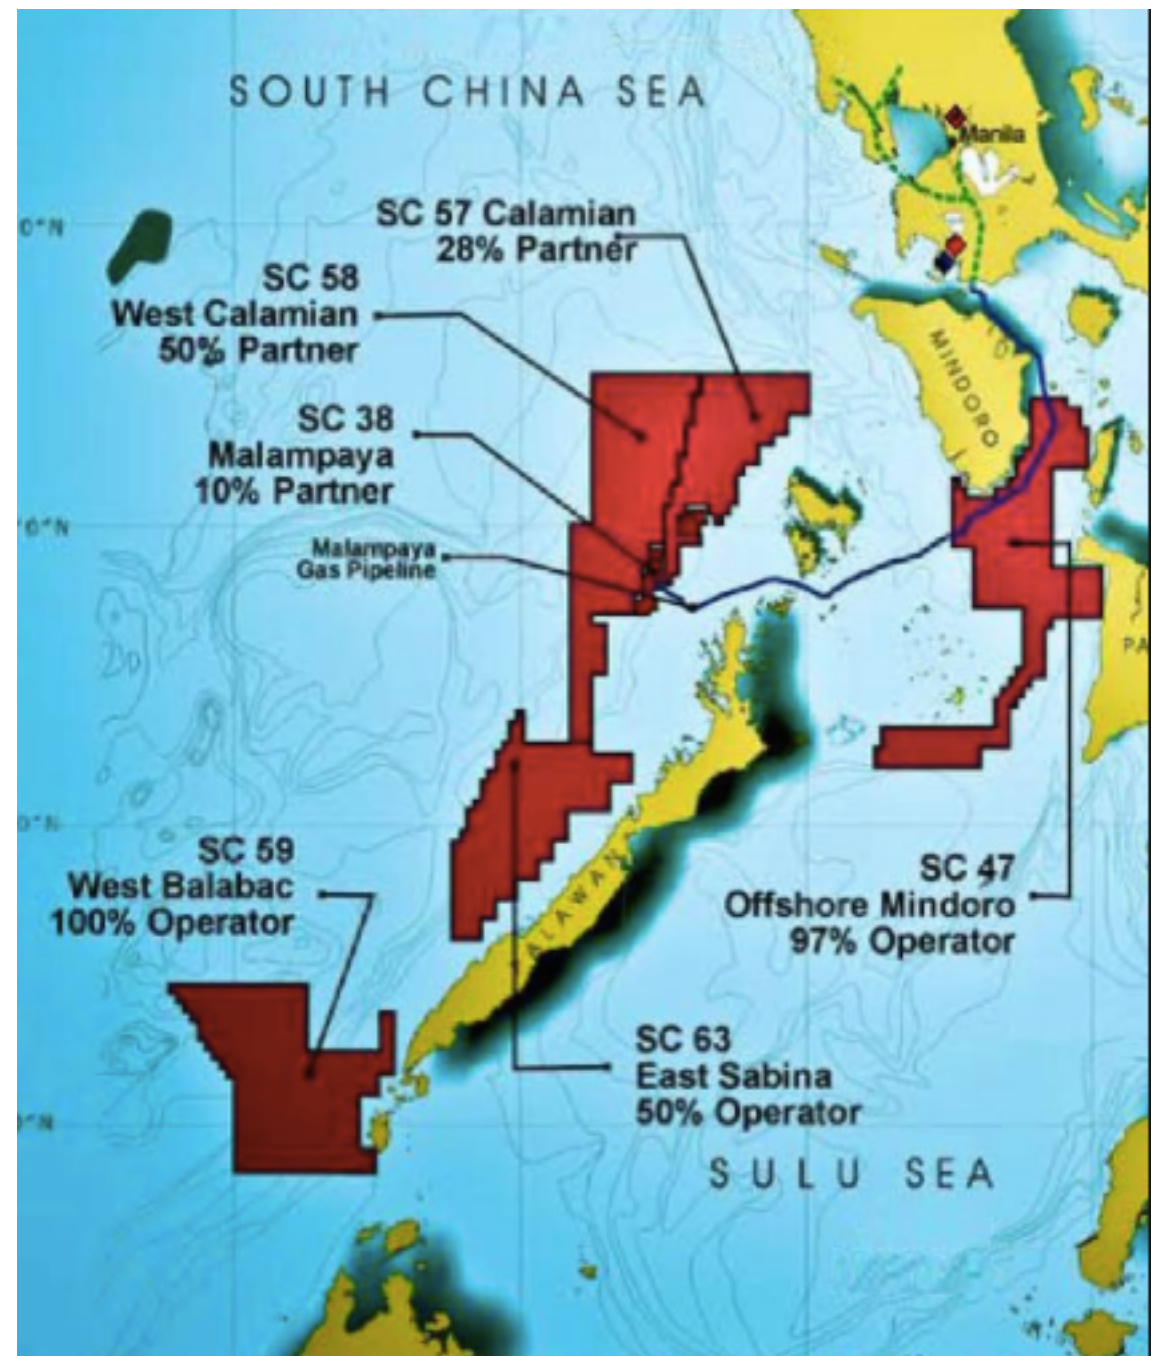 SOUTH CHINA SEA
Manila
SC 57 Calamian
28% Partner
SC 58
West Calamian
50% Partner
MINDORO
SC 38
Malampaya
10% Partner
Malampaya
Gas Pipeline
PA
SC 59
West Balabac
100% Operator
ALAWAN
SC 47
Offshore Mindoro
97% Operator
SC 63
East Sabina
50% Operator
SULU SEA